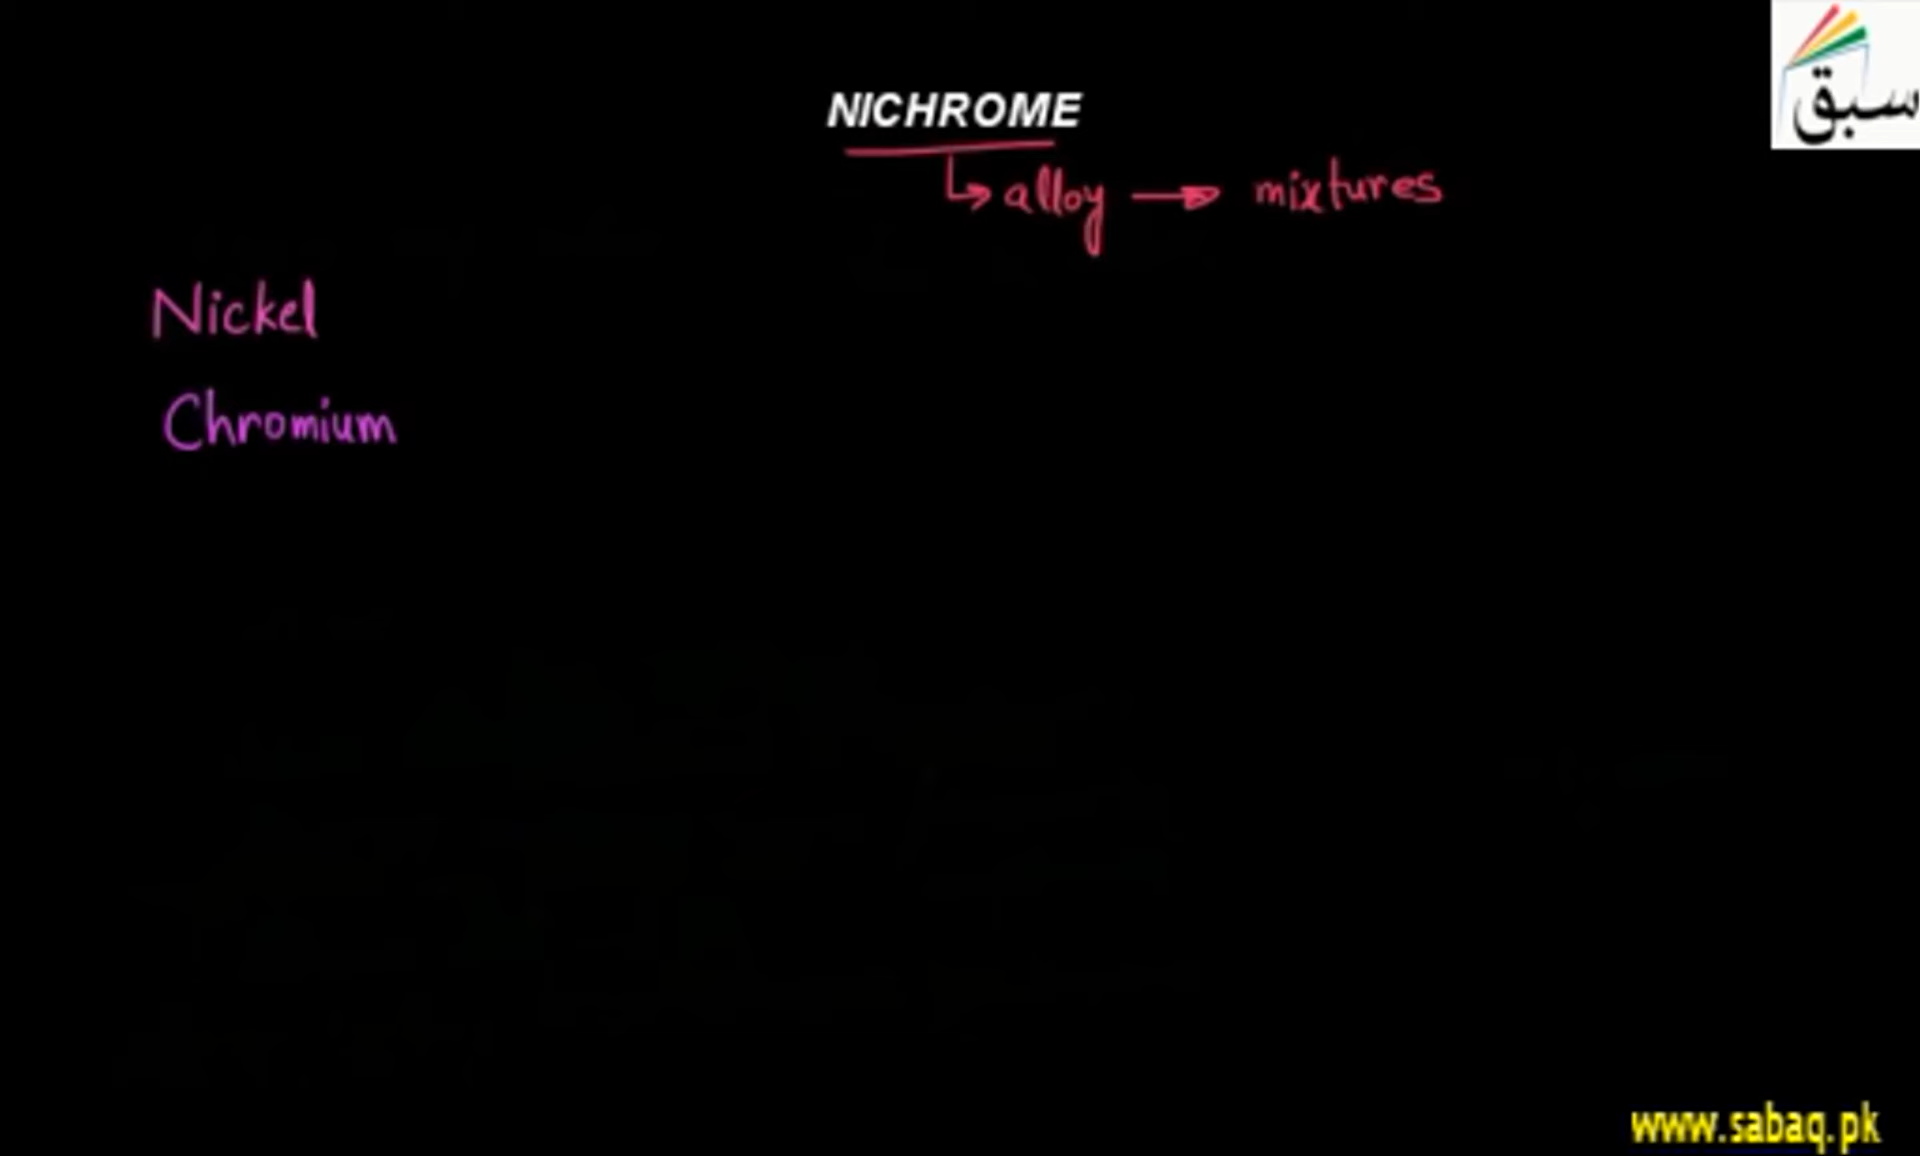 سبق
NICHROME
↳ alloy → mixtures
Nickel
Chromium
www.sabaq.pk